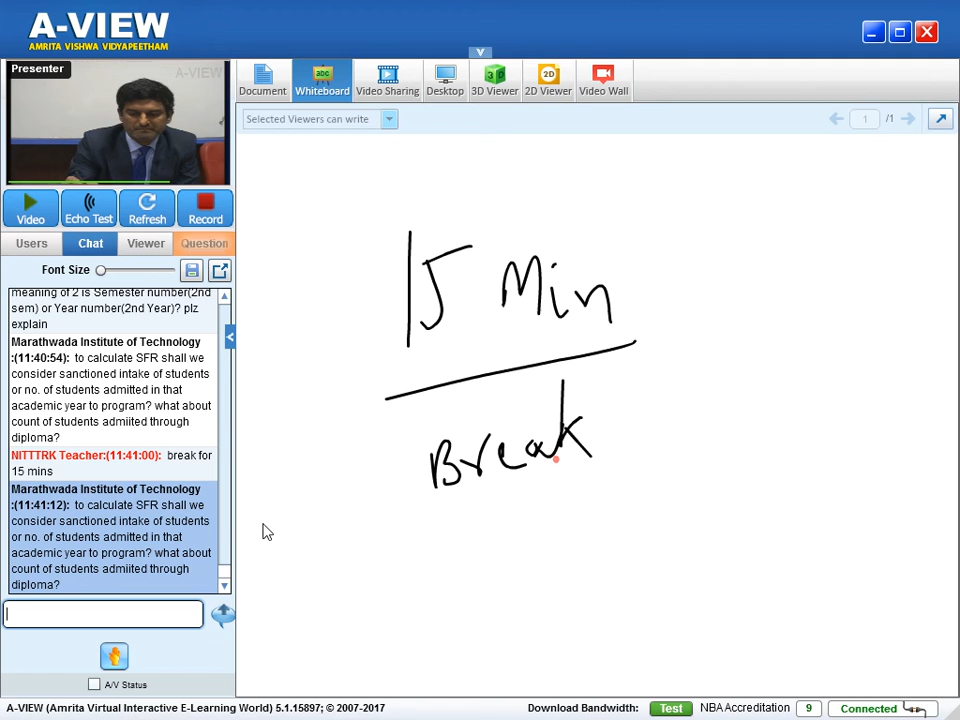 A-VIEW
AMRITA VISHWA VIDYAPEETHAM
V
Presenter
A-VIEW
Video
Echo Test
Refresh
Record
Users
Chat
Viewer
Question
Font Size
meaning of 2 is Semester number(2nd
sem) or Year number(2nd Year)? plz
explain
Marathwada Institute of Technology
:(11:40:54): to calculate SFR shall we
consider sanctioned intake of students
or no. of students admitted in that
academic year to program? what about
count of students admiited through
diploma?
NITTTRK Teacher:(11:41:00): break for
15 mins
Marathwada Institute of Technology
:(11:41:12): to calculate SFR shall we
consider sanctioned intake of students
or no. of students admitted in that
academic year to program? what about
count of students admiited through
diploma?
A/V Status
Document
abc
Whiteboard
Video Sharing
Desktop
3D
3D Viewer
2D
2D Viewer
Video Wall
Selected Viewers can write
1 /1
15 Min
Break
A-VIEW (Amrita Virtual Interactive E-Learning World) 5.1.15897; © 2007-2017
Download Bandwidth: Test NBA Accreditation 9 Connected